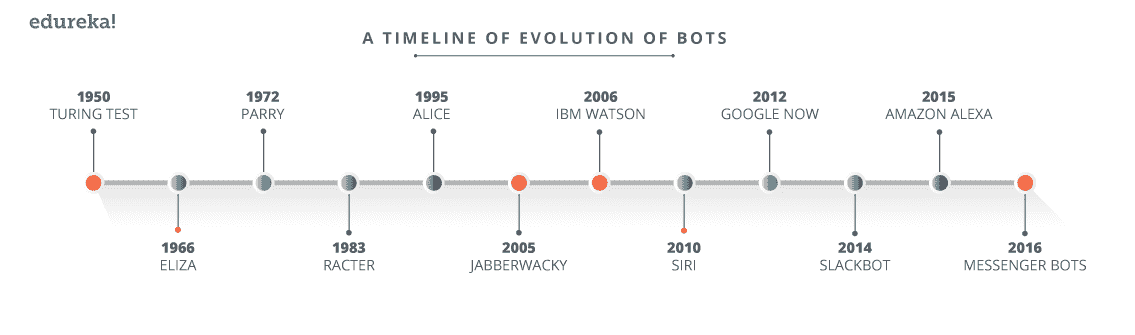 edureka!
A TIMELINE OF EVOLUTION OF BOTS
1950
TURING TEST
1966
ELIZA
1972
PARRY
1983
RACTER
1995
ALICE
2005
JABBERWACKY
2006
IBM WATSON
2010
SIRI
2012
GOOGLE NOW
2014
SLACKBOT
2015
AMAZON ALEXA
2016
MESSENGER BOTS